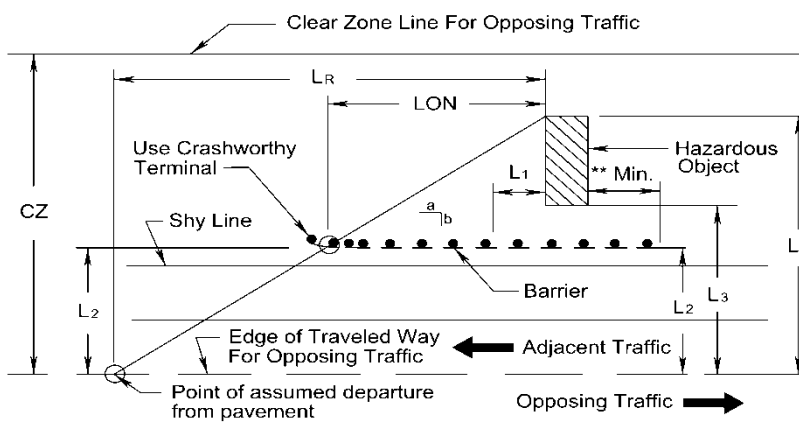 Clear Zone Line For Opposing Traffic
LR
LON
Use Crashworthy
Terminal
Hazardous
Object
L1
** Min.
CZ
a
b
Shy Line
L
Barrier
L3
L2
L2
Edge of Traveled Way
For Opposing Traffic
Adjacent Traffic
Point of assumed departure
from pavement
Opposing Traffic